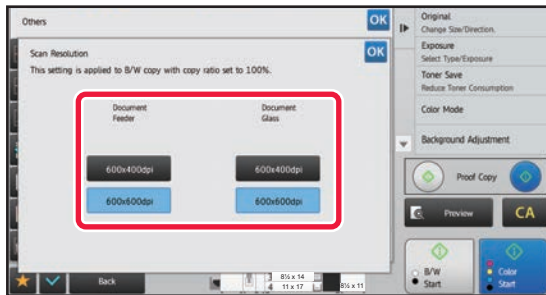 Others
OK
Scan Resolution
OK
This setting is applied to B/W copy with copy ratio set to 100%.
Document
Feeder
Document
Glass
600x400dpi
600x400dpi
600x600dpi
600x600dpi
Back
3 8½ x 14
4 11 x 17
8½ x 11
Original
Change Size/Direction.
Exposure
Select Type/Exposure
Toner Save
Reduce Toner Consumption
Color Mode
Background Adjustment
Proof Copy
Preview
CA
B/W
Start
Color
Start